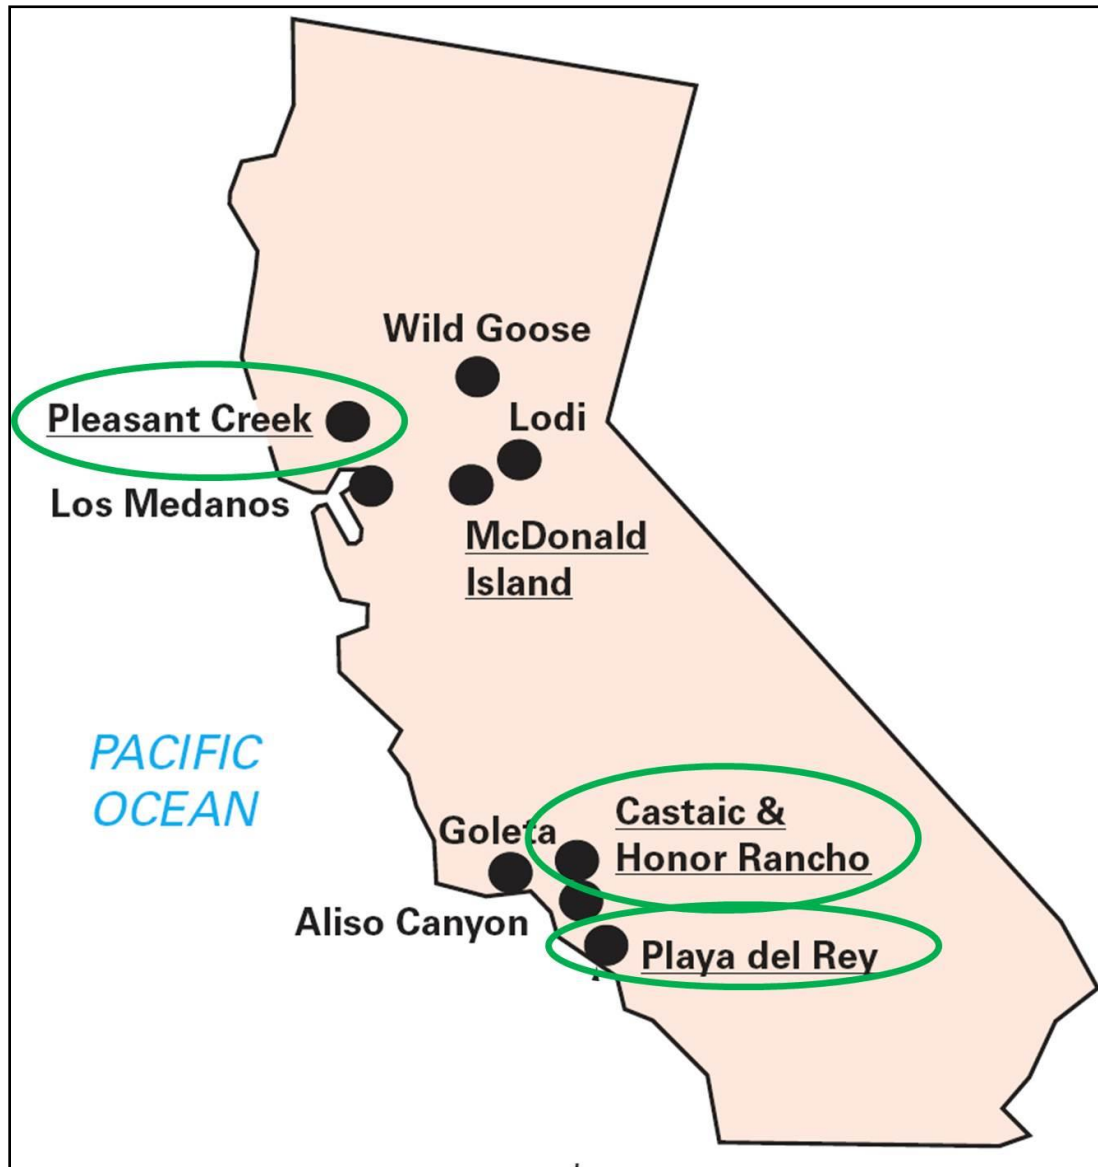 Wild Goose
Pleasant Creek
Lodi
Los Medanos
McDonald
Island
PACIFIC
OCEAN
Castaic &
Honor Rancho
Goleta
Aliso Canyon
Playa del Rey